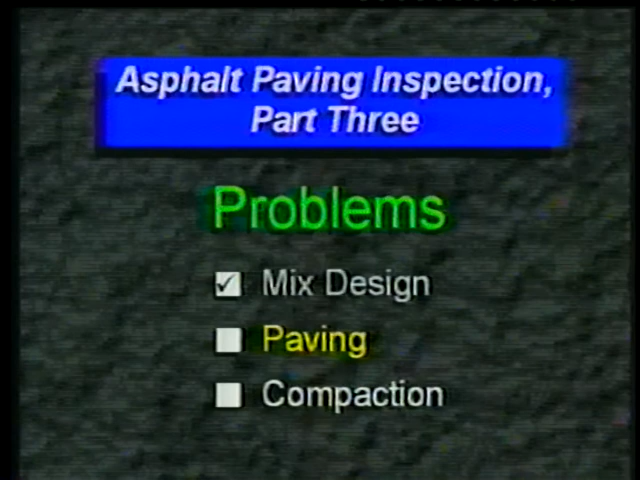 Asphalt Paving Inspection,
Part Three
Problems
Mix Design
Paving
Compaction